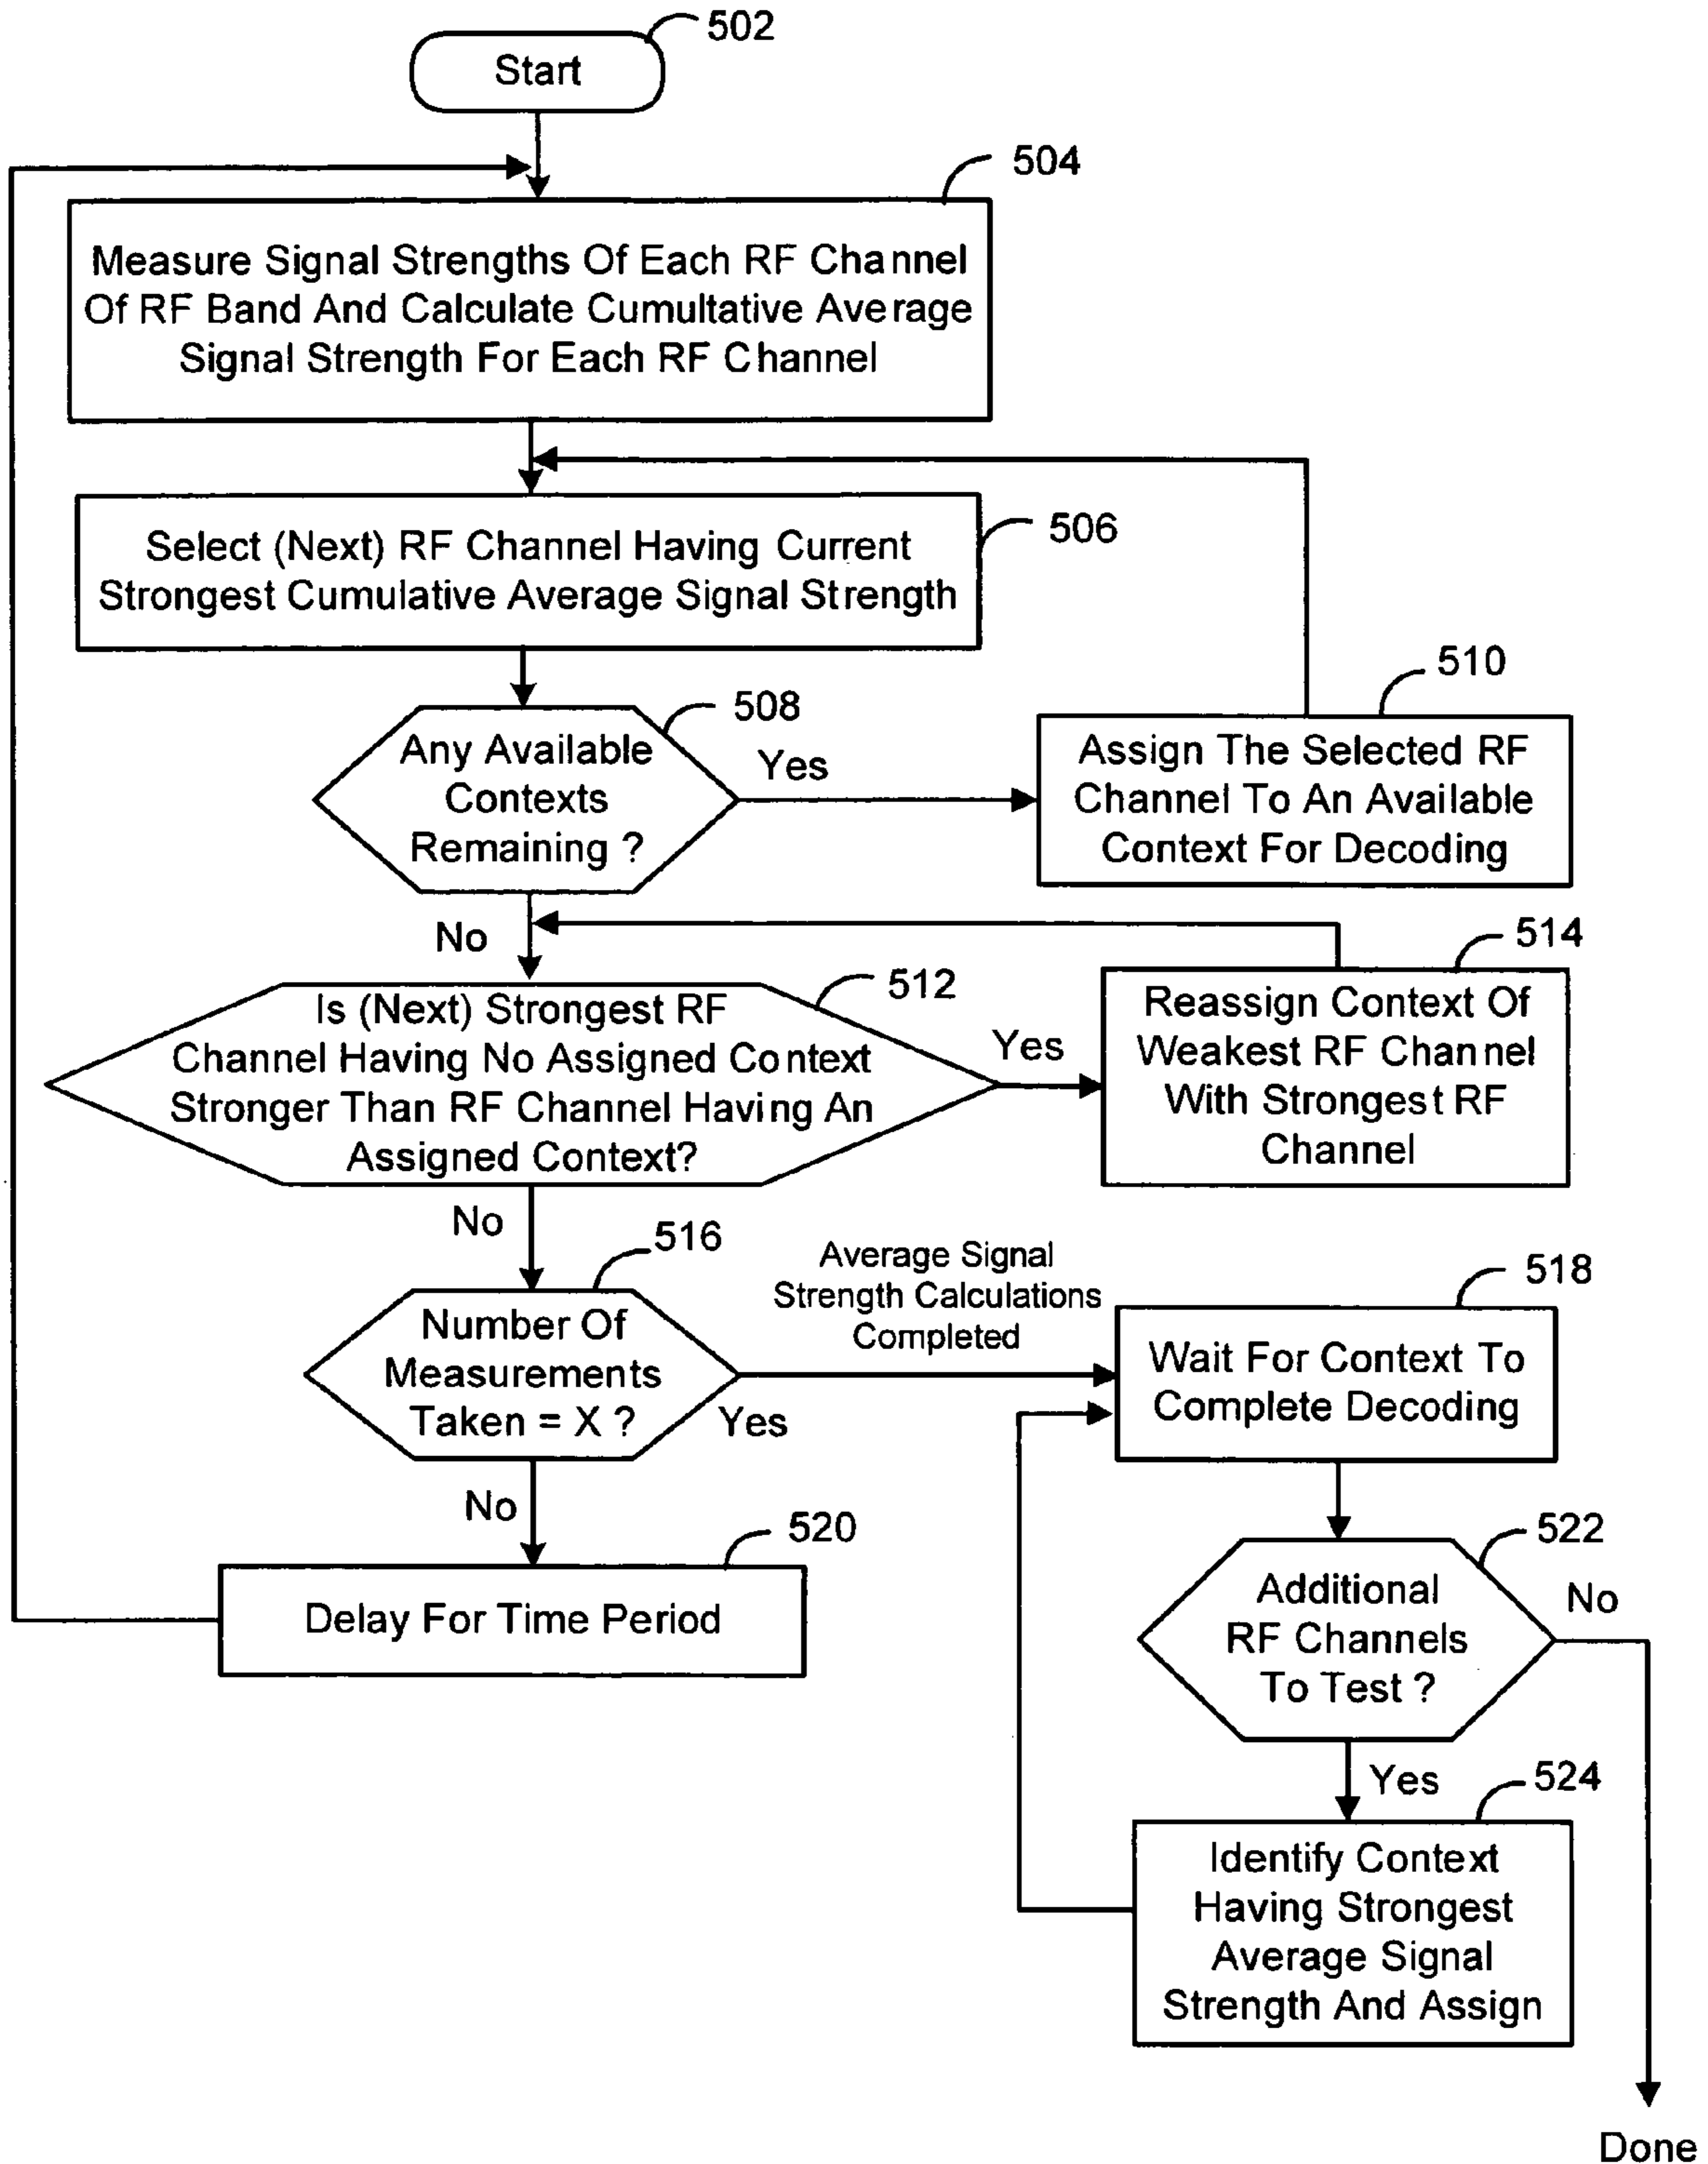 502
Start
504
Measure Signal Strengths Of Each RF Channel
Of RF Band And Calculate Cumultative Average
Signal Strength For Each RF Channel
506
Select (Next) RF Channel Having Current
Strongest Cumulative Average Signal Strength
508
Any Available
Contexts
Remaining ?
Yes
510
Assign The Selected RF
Channel To An Available
Context For Decoding
No
512
Is (Next) Strongest RF
Channel Having No Assigned Context
Stronger Than RF Channel Having An
Assigned Context?
Yes
514
Reassign Context Of
Weakest RF Channel
With Strongest RF
Channel
No
516
Number Of
Measurements
Taken = X ?
Average Signal
Strength Calculations
Completed
Yes
518
Wait For Context To
Complete Decoding
No
520
Delay For Time Period
522
Additional
RF Channels
To Test ?
No
Yes
524
Identify Context
Having Strongest
Average Signal
Strength And Assign
Done